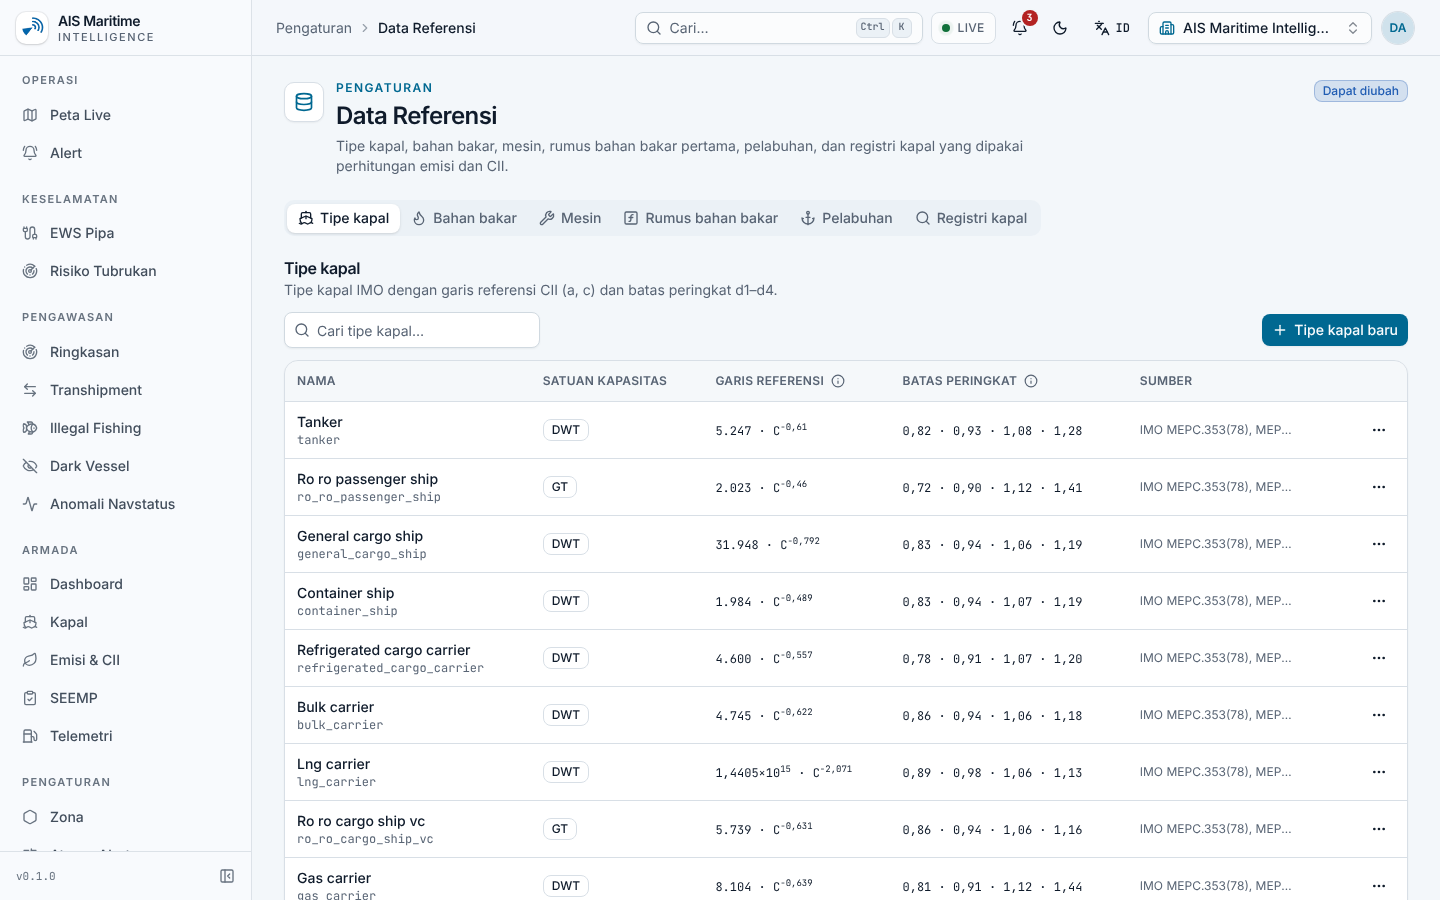 AIS Maritime
INTELLIGENCE
Pengaturan > Data Referensi
Cari...
Ctrl K
LIVE
3
ID
AIS Maritime Intellig...
DA
OPERASI
Peta Live
Alert
KESELAMATAN
EWS Pipa
Risiko Tubrukan
PENGAWASAN
Ringkasan
Transhipment
Illegal Fishing
Dark Vessel
Anomali Navstatus
ARMADA
Dashboard
Kapal
Emisi & CII
SEEMP
Telemetri
PENGATURAN
Zona
v0.1.0
PENGATURAN
Data Referensi
Dapat diubah
Tipe kapal, bahan bakar, mesin, rumus bahan bakar pertama, pelabuhan, dan registri kapal yang dipakai
perhitungan emisi dan CII.
Tipe kapal Bahan bakar Mesin Rumus bahan bakar Pelabuhan Registri kapal
Tipe kapal
Tipe kapal IMO dengan garis referensi CII (a, c) dan batas peringkat d1–d4.
Cari tipe kapal...
+ Tipe kapal baru
NAMA SATUAN KAPASITAS GARIS REFERENSI BATAS PERINGKAT SUMBER
Tanker
tanker
DWT 5.247 · C^-0,61 0,82 · 0,93 · 1,08 · 1,28 IMO MEPC.353(78), MEP...
Ro ro passenger ship
ro_ro_passenger_ship
GT 2.023 · C^-0,46 0,72 · 0,90 · 1,12 · 1,41 IMO MEPC.353(78), MEP...
General cargo ship
general_cargo_ship
DWT 31.948 · C^-0,792 0,83 · 0,94 · 1,06 · 1,19 IMO MEPC.353(78), MEP...
Container ship
container_ship
DWT 1.984 · C^-0,489 0,83 · 0,94 · 1,07 · 1,19 IMO MEPC.353(78), MEP...
Refrigerated cargo carrier
refrigerated_cargo_carrier
DWT 4.600 · C^-0,557 0,78 · 0,91 · 1,07 · 1,20 IMO MEPC.353(78), MEP...
Bulk carrier
bulk_carrier
DWT 4.745 · C^-0,622 0,86 · 0,94 · 1,06 · 1,18 IMO MEPC.353(78), MEP...
Lng carrier
lng_carrier
DWT 1,4405×10^15 · C^-2,071 0,89 · 0,98 · 1,06 · 1,13 IMO MEPC.353(78), MEP...
Ro ro cargo ship vc
ro_ro_cargo_ship_vc
GT 5.739 · C^-0,631 0,86 · 0,94 · 1,06 · 1,16 IMO MEPC.353(78), MEP...
Gas carrier
gas_carrier
DWT 8.104 · C^-0,639 0,81 · 0,91 · 1,12 · 1,44 IMO MEPC.353(78), MEP...